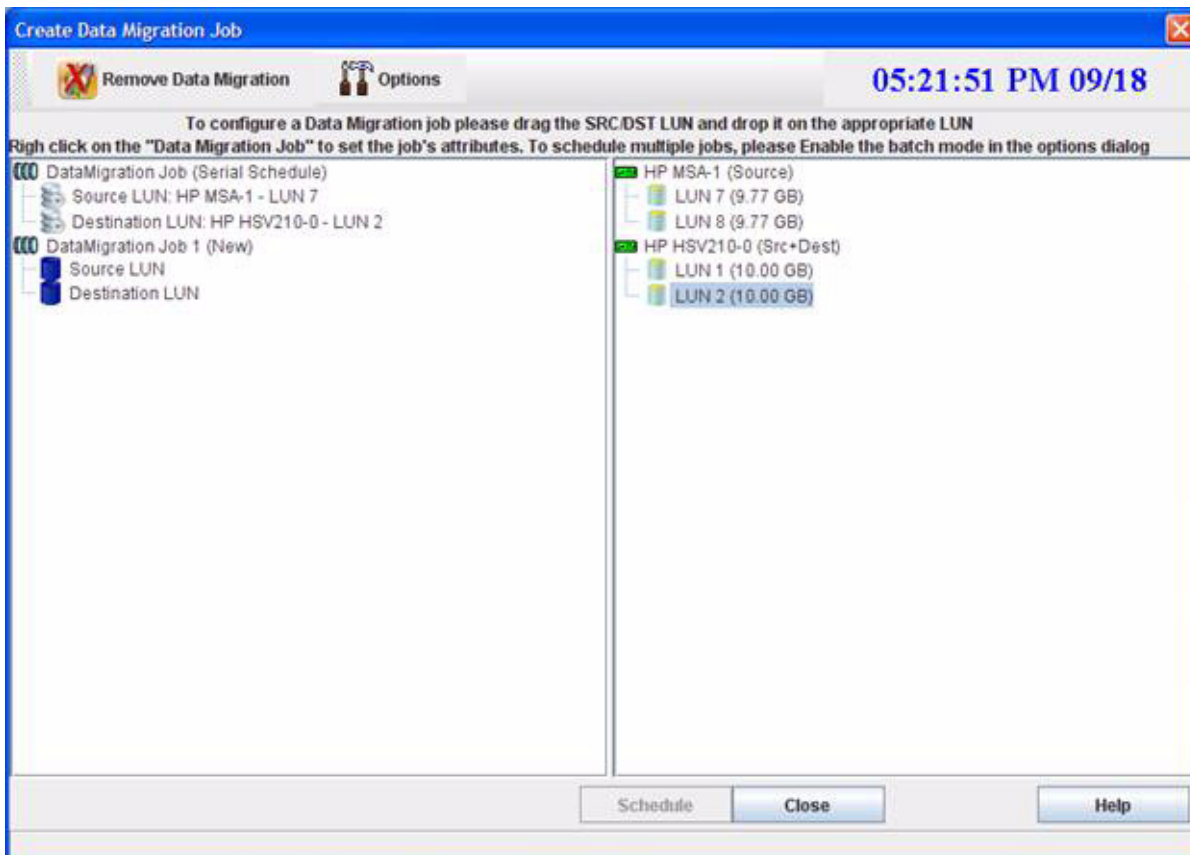 Create Data Migration Job
Remove Data Migration
Options
05:21:51 PM 09/18
To configure a Data Migration job please drag the SRC/DST LUN and drop it on the appropriate LUN
Righ click on the "Data Migration Job" to set the job's attributes. To schedule multiple jobs, please Enable the batch mode in the options dialog
DataMigration Job (Serial Schedule)
Source LUN: HP MSA-1 - LUN 7
Destination LUN: HP HSV210-0 - LUN 2
DataMigration Job 1 (New)
Source LUN
Destination LUN
HP MSA-1 (Source)
LUN 7 (9.77 GB)
LUN 8 (9.77 GB)
HP HSV210-0 (Src+Dest)
LUN 1 (10.00 GB)
LUN 2 (10.00 GB)
Schedule
Close
Help